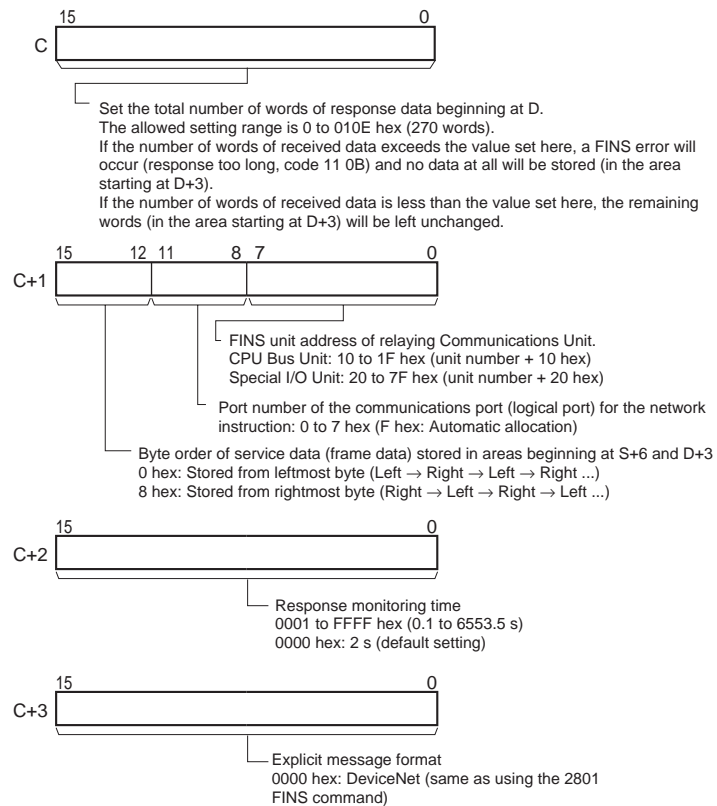 15 0
C
Set the total number of words of response data beginning at D.
The allowed setting range is 0 to 010E hex (270 words).
If the number of words of received data exceeds the value set here, a FINS error will
occur (response too long, code 11 0B) and no data at all will be stored (in the area
starting at D+3).
If the number of words of received data is less than the value set here, the remaining
words (in the area starting at D+3) will be left unchanged.
15 12 11 8 7 0
C+1
FINS unit address of relaying Communications Unit.
CPU Bus Unit: 10 to 1F hex (unit number + 10 hex)
Special I/O Unit: 20 to 7F hex (unit number + 20 hex)
Port number of the communications port (logical port) for the network
instruction: 0 to 7 hex (F hex: Automatic allocation)
Byte order of service data (frame data) stored in areas beginning at S+6 and D+3
0 hex: Stored from leftmost byte (Left → Right → Left → Right ...)
8 hex: Stored from rightmost byte (Right → Left → Right → Left ...)
15 0
C+2
Response monitoring time
0001 to FFFF hex (0.1 to 6553.5 s)
0000 hex: 2 s (default setting)
15 0
C+3
Explicit message format
0000 hex: DeviceNet (same as using the 2801
FINS command)